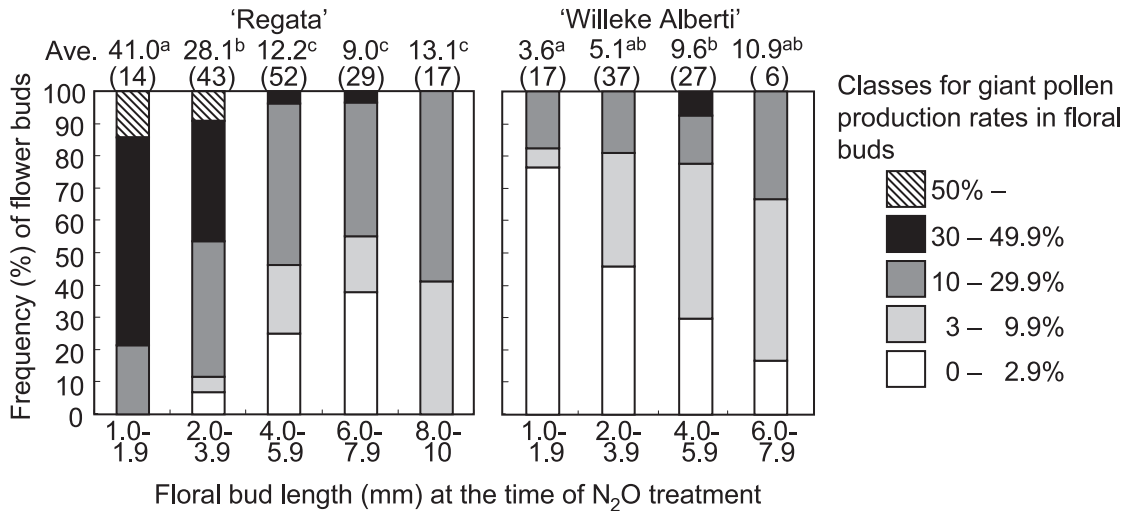 'Regata'
'Willeke Alberti'
Ave. 41.0ᵃ 28.1ᵇ 12.2ᶜ 9.0ᶜ 13.1ᶜ
3.6ᵃ 5.1ᵃᵇ 9.6ᵇ 10.9ᵃᵇ
(14) (43) (52) (29) (17)
(17) (37) (27) (6)
Frequency (%) of flower buds
100
90
80
70
60
50
40
30
20
10
0
1.0-1.9 2.0-3.9 4.0-5.9 6.0-7.9 8.0-10
1.0-1.9 2.0-3.9 4.0-5.9 6.0-7.9
Floral bud length (mm) at the time of N₂O treatment
Classes for giant pollen
production rates in floral
buds
50% –
30 – 49.9%
10 – 29.9%
3 – 9.9%
0 – 2.9%